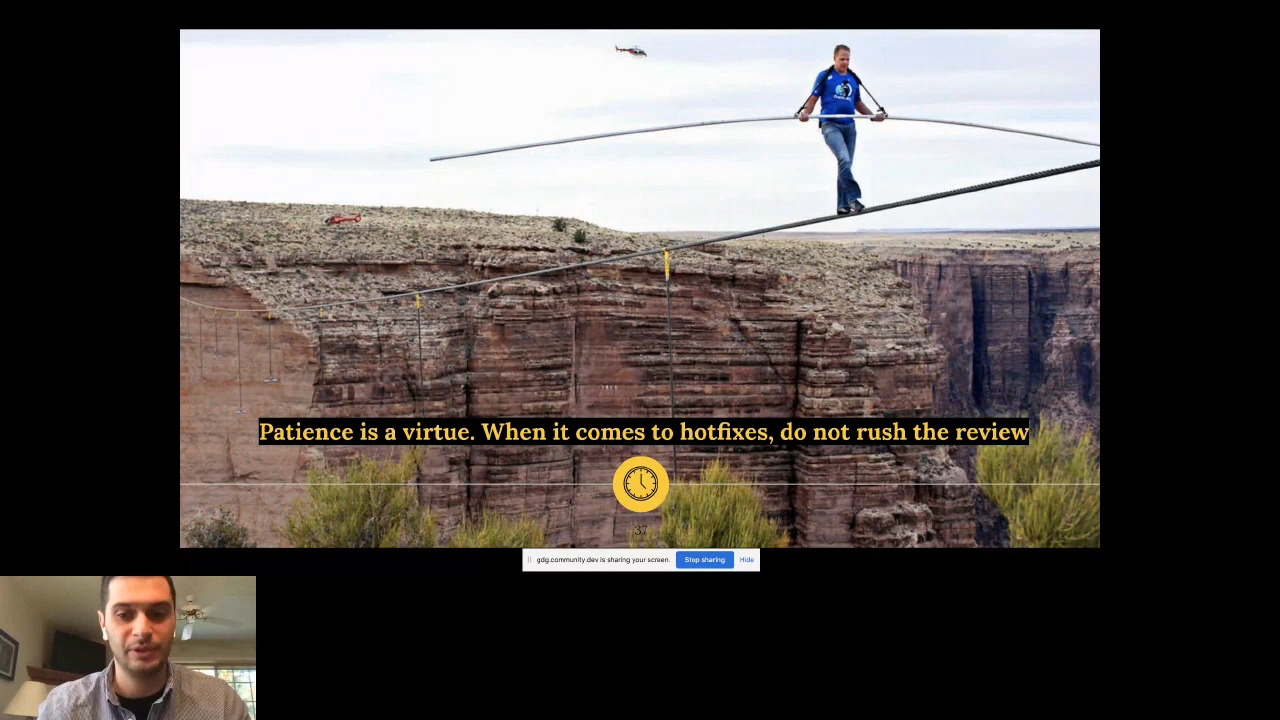 Patience is a virtue. When it comes to hotfixes, do not rush the review
37
gdg.community.dev is sharing your screen. Stop sharing Hide